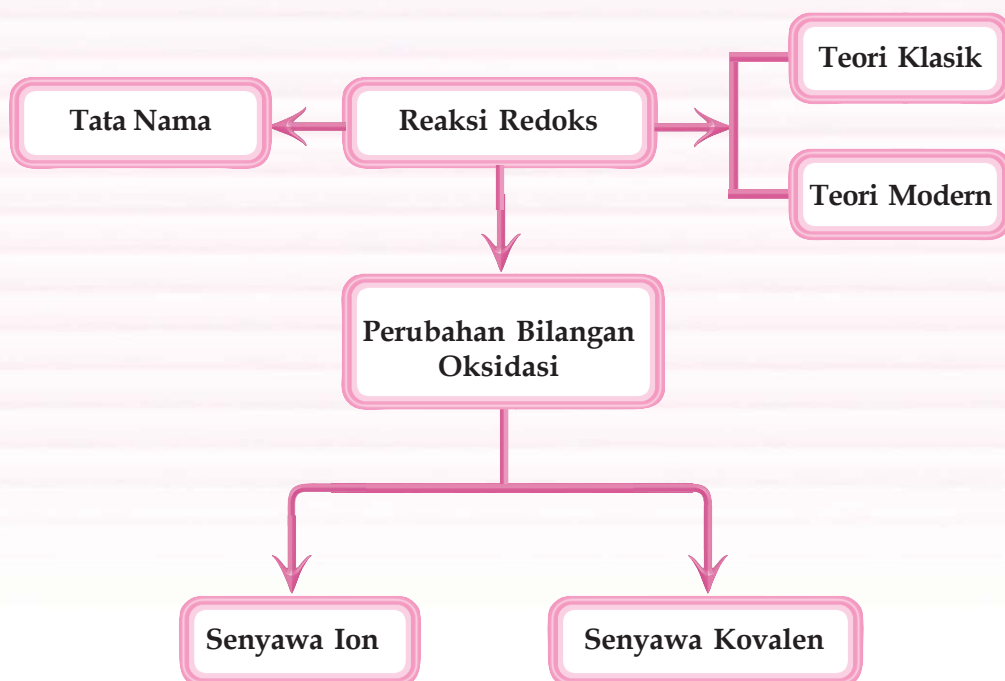 Teori Klasik
Tata Nama
Reaksi Redoks
Teori Modern
Perubahan Bilangan
Oksidasi
Senyawa Ion
Senyawa Kovalen